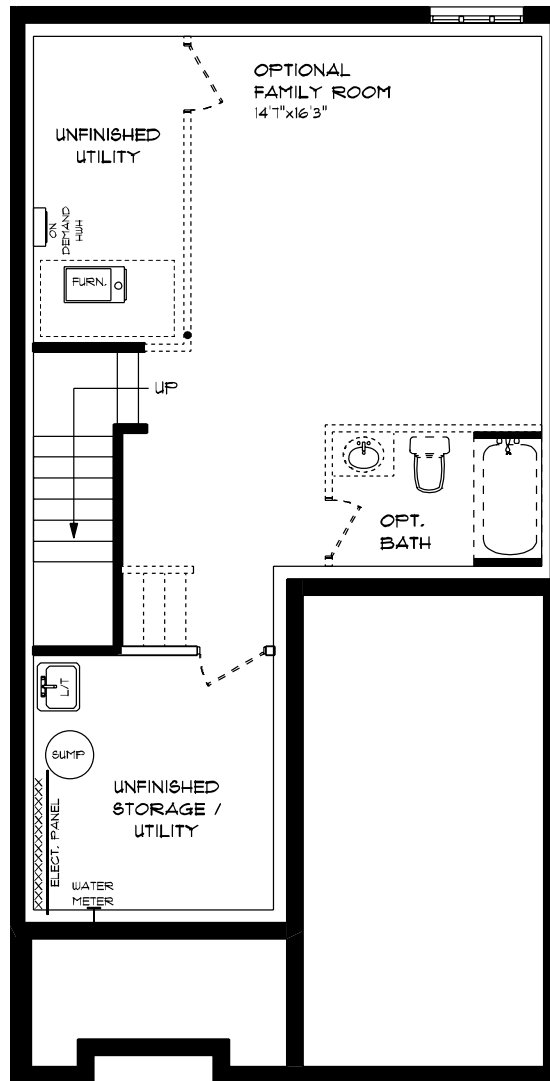 OPTIONAL
FAMILY ROOM
14'7"x16'3"
UNFINISHED
UTILITY
ON
DEMAND
HWH
FURN.
UP
OPT.
BATH
L/T
SUMP
UNFINISHED
STORAGE /
UTILITY
ELECT. PANEL
WATER
METER